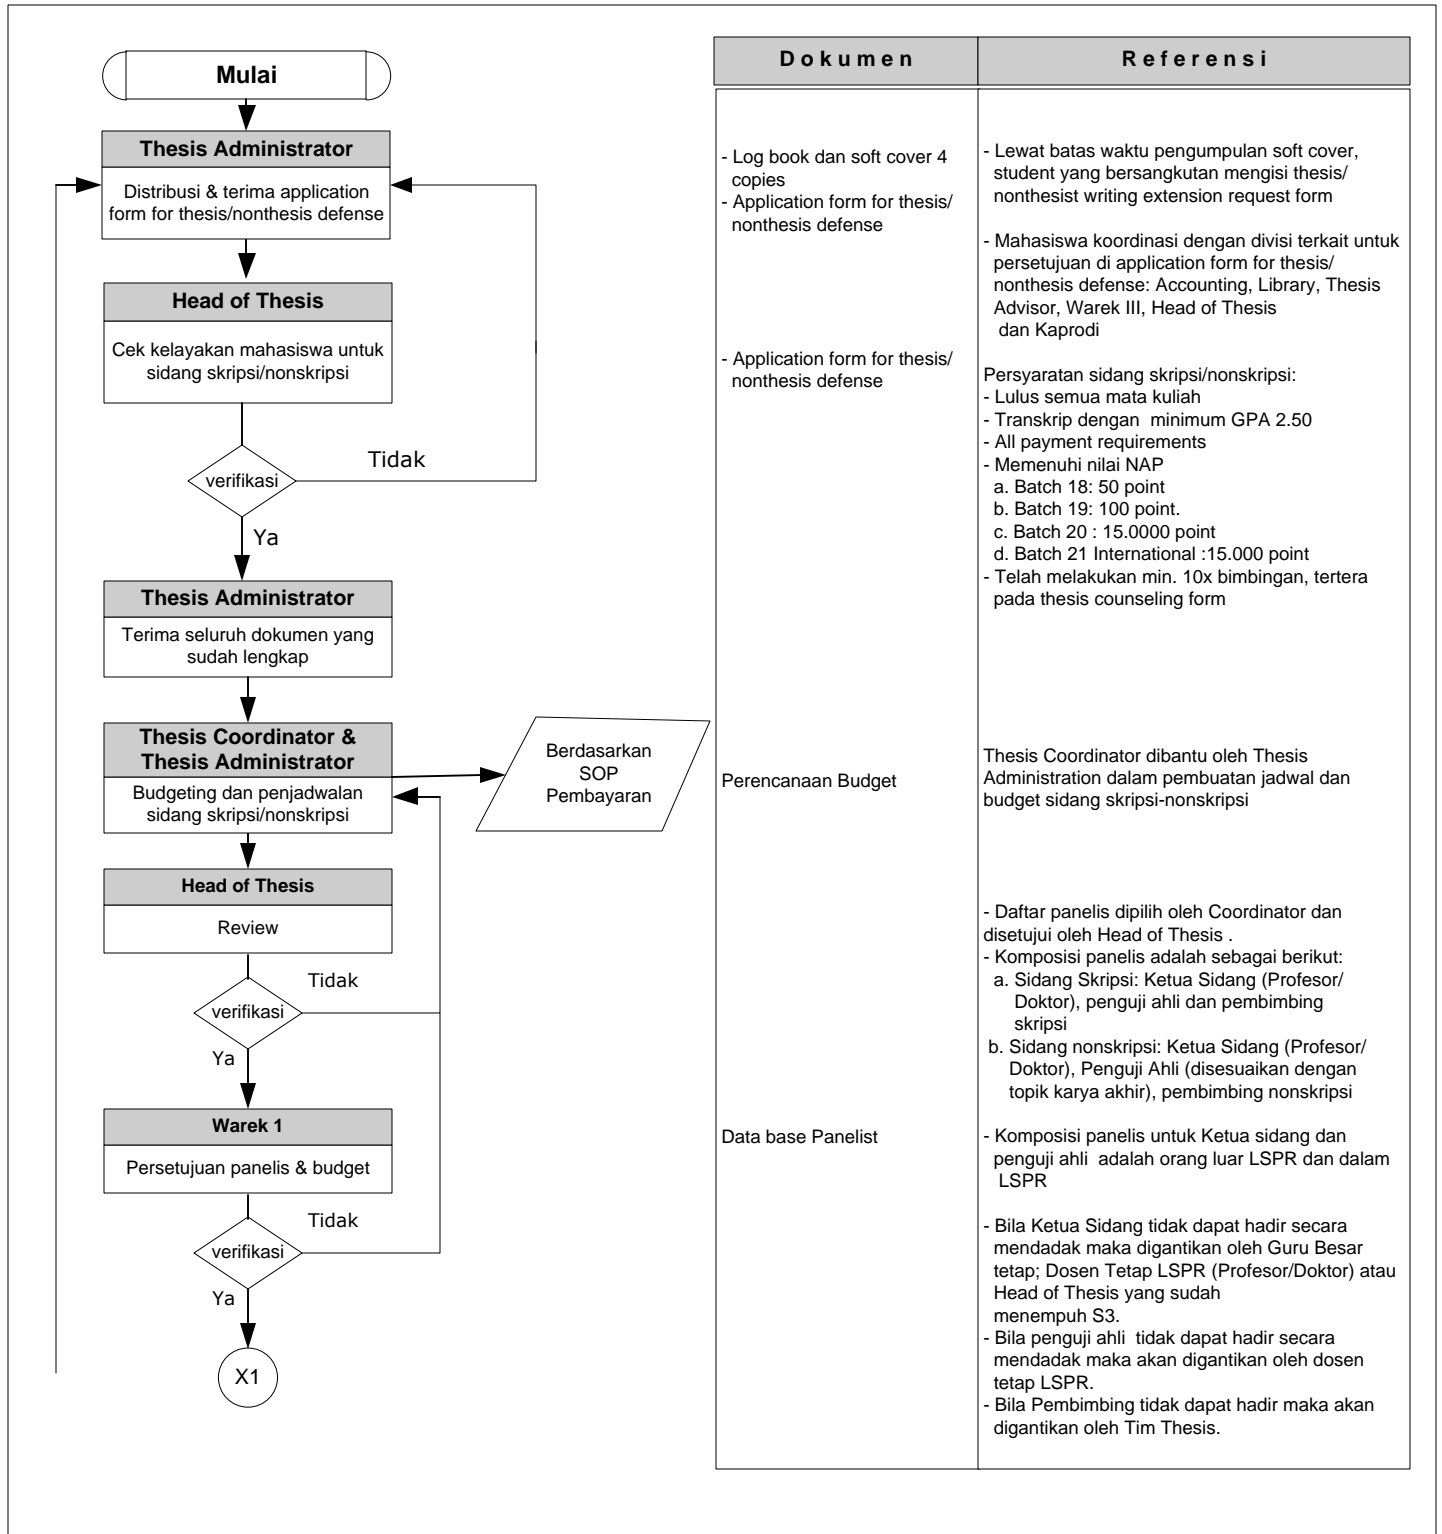 Mulai
Thesis Administrator
Distribusi & terima application
form for thesis/nonthesis defense
Head of Thesis
Cek kelayakan mahasiswa untuk
sidang skripsi/nonskripsi
verifikasi
Tidak
Ya
Thesis Administrator
Terima seluruh dokumen yang
sudah lengkap
Thesis Coordinator &
Thesis Administrator
Budgeting dan penjadwalan
sidang skripsi/nonskripsi
Berdasarkan
SOP
Pembayaran
Head of Thesis
Review
Tidak
verifikasi
Ya
Warek 1
Persetujuan panelis & budget
Tidak
verifikasi
Ya
X1
Dokumen
- Log book dan soft cover 4
copies
- Application form for thesis/
nonthesis defense
- Application form for thesis/
nonthesis defense
Perencanaan Budget
Data base Panelist
Referensi
- Lewat batas waktu pengumpulan soft cover,
student yang bersangkutan mengisi thesis/
nonthesist writing extension request form
- Mahasiswa koordinasi dengan divisi terkait untuk
persetujuan di application form for thesis/
nonthesis defense: Accounting, Library, Thesis
Advisor, Warek III, Head of Thesis
dan Kaprodi
Persyaratan sidang skripsi/nonskripsi:
- Lulus semua mata kuliah
- Transkrip dengan minimum GPA 2.50
- All payment requirements
- Memenuhi nilai NAP
a. Batch 18: 50 point
b. Batch 19: 100 point.
c. Batch 20 : 15.0000 point
d. Batch 21 International :15.000 point
- Telah melakukan min. 10x bimbingan, tertera
pada thesis counseling form
Thesis Coordinator dibantu oleh Thesis
Administration dalam pembuatan jadwal dan
budget sidang skripsi-nonskripsi
- Daftar panelis dipilih oleh Coordinator dan
disetujui oleh Head of Thesis .
- Komposisi panelis adalah sebagai berikut:
a. Sidang Skripsi: Ketua Sidang (Profesor/
Doktor), penguji ahli dan pembimbing
skripsi
b. Sidang nonskripsi: Ketua Sidang (Profesor/
Doktor), Penguji Ahli (disesuaikan dengan
topik karya akhir), pembimbing nonskripsi
- Komposisi panelis untuk Ketua sidang dan
penguji ahli adalah orang luar LSPR dan dalam
LSPR
- Bila Ketua Sidang tidak dapat hadir secara
mendadak maka digantikan oleh Guru Besar
tetap; Dosen Tetap LSPR (Profesor/Doktor) atau
Head of Thesis yang sudah
menempuh S3.
- Bila penguji ahli tidak dapat hadir secara
mendadak maka akan digantikan oleh dosen
tetap LSPR.
- Bila Pembimbing tidak dapat hadir maka akan
digantikan oleh Tim Thesis.